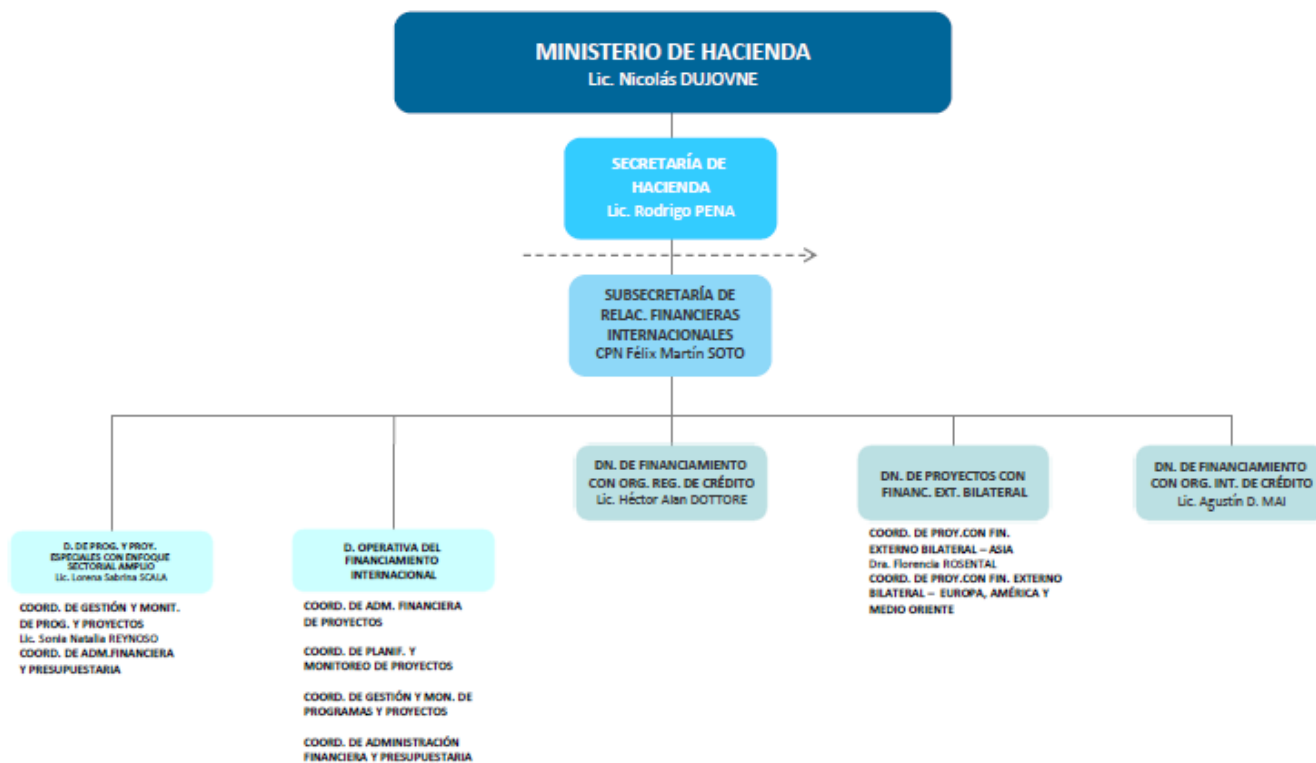 MINISTERIO DE HACIENDA
Lic. Nicolás DUJOVNE
SECRETARÍA DE
HACIENDA
Lic. Rodrigo PENA
SUBSECRETARÍA DE
RELAC. FINANCIERAS
INTERNACIONALES
CPN Félix Martín SOTO
D. DE PROG. Y PROY.
ESPECIALES CON ENFOQUE
SECTORIAL AMPLIO
Lic. Lorena Sabrina SCALA
COORD. DE GESTIÓN Y MONIT.
DE PROG. Y PROYECTOS
Lic. Sonia Natalia REYNOSO
COORD. DE ADM.FINANCIERA
Y PRESUPUESTARIA
D. OPERATIVA DEL
FINANCIAMIENTO
INTERNACIONAL
COORD. DE ADM. FINANCIERA
DE PROYECTOS
COORD. DE PLANIF. Y
MONITOREO DE PROYECTOS
COORD. DE GESTIÓN Y MON. DE
PROGRAMAS Y PROYECTOS
COORD. DE ADMINISTRACIÓN
FINANCIERA Y PRESUPUESTARIA
DN. DE FINANCIAMIENTO
CON ORG. REG. DE CRÉDITO
Lic. Héctor Alan DOTTORE
DN. DE PROYECTOS CON
FINANC. EXT. BILATERAL
COORD. DE PROY.CON FIN.
EXTERNO BILATERAL – ASIA
Dra. Florencia ROSENTAL
COORD. DE PROY.CON FIN. EXTERNO
BILATERAL – EUROPA, AMÉRICA Y
MEDIO ORIENTE
DN. DE FINANCIAMIENTO
CON ORG. INT. DE CRÉDITO
Lic. Agustín D. MAI